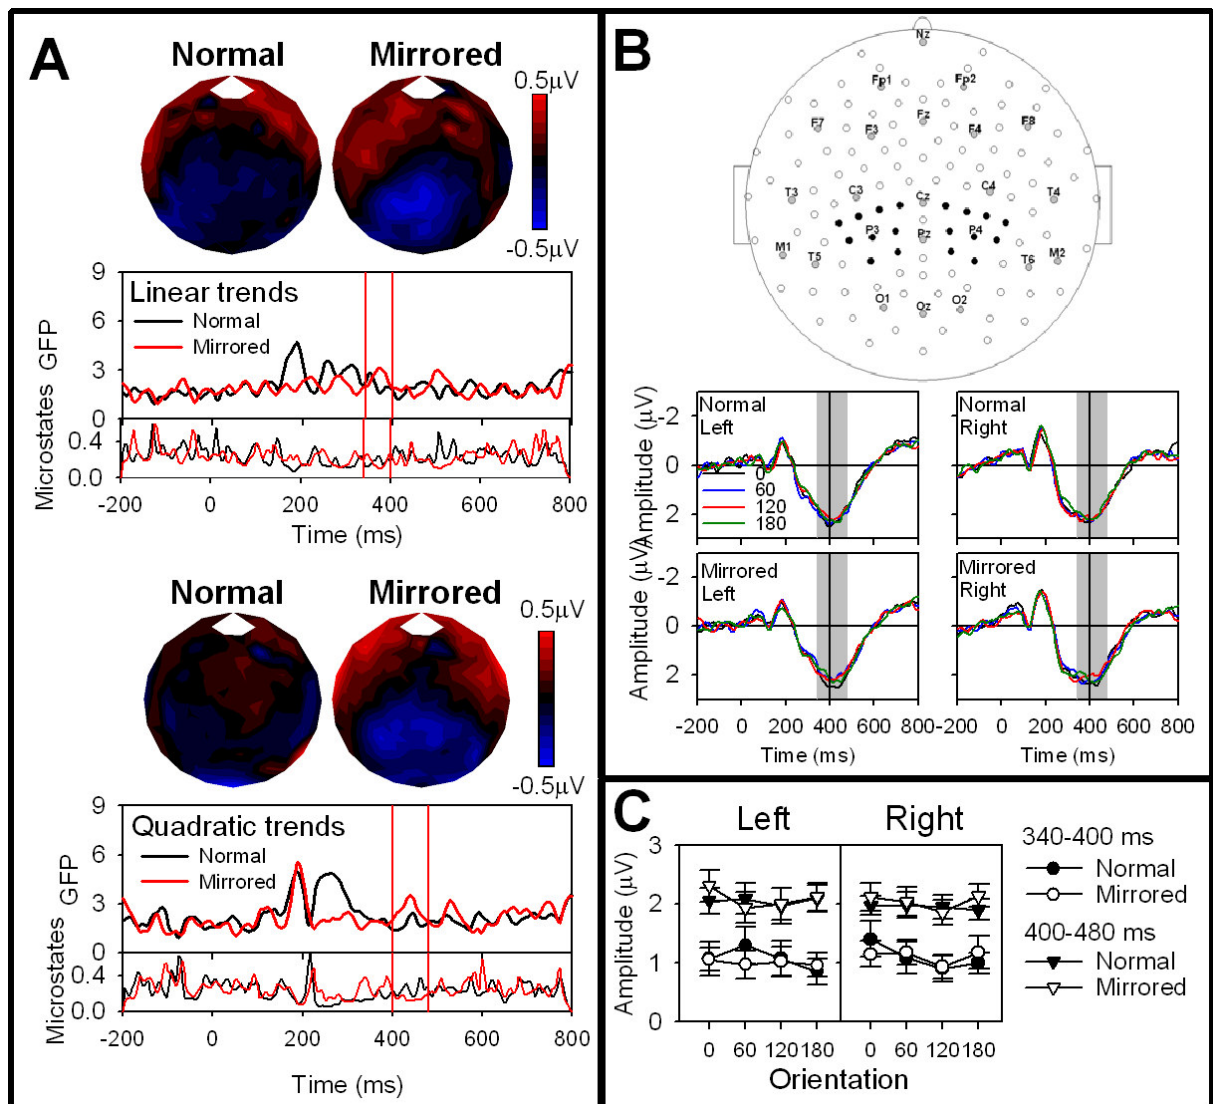 A
Normal Mirrored
0.5µV
-0.5µV
Linear trends
Normal
Mirrored
GFP
9
6
3
0
Microstates
0.4
0.0
-200 0 200 400 600 800
Time (ms)
Normal Mirrored
0.5µV
-0.5µV
Quadratic trends
Normal
Mirrored
GFP
9
6
3
0
Microstates
0.4
0.0
-200 0 200 400 600 800
Time (ms)
B
Nz
Fp1 Fp2
F7 F3 Fz F4 F8
T3 C3 Cz C4 T4
M1 T5 P3 Pz P4 T6 M2
O1 Oz O2
Normal
Left
0
60
120
180
Amplitude (µV)
-2
0
2
Normal
Right
Mirrored
Left
Amplitude (µV)
-2
0
2
Mirrored
Right
-200 0 200 400 600 800
-200 0 200 400 600 800
Time (ms) Time (ms)
C
Left Right
Amplitude (µV)
3
2
1
0
0 60 120 180 0 60 120 180
Orientation
340-400 ms
Normal
Mirrored
400-480 ms
Normal
Mirrored